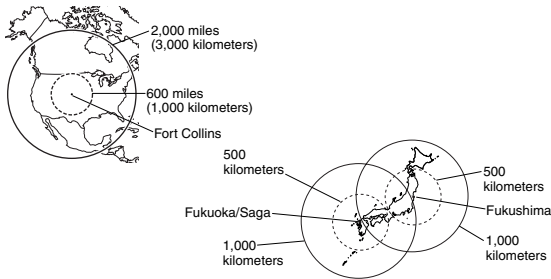 2,000 miles
(3,000 kilometers)
600 miles
(1,000 kilometers)
Fort Collins
500
kilometers
500
kilometers
Fukuoka/Saga
Fukushima
1,000
kilometers
1,000
kilometers